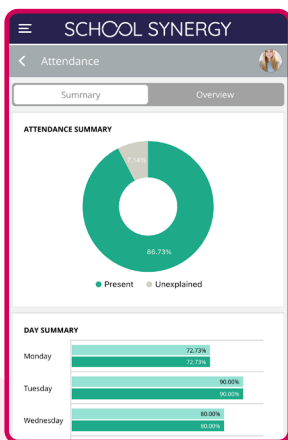 SCHOOL SYNERGY
Attendance
Summary Overview
ATTENDANCE SUMMARY
7.14%
86.73%
Present Unexplained
DAY SUMMARY
Monday
72.73%
72.73%
Tuesday
90.00%
90.00%
Wednesday
80.00%
80.00%